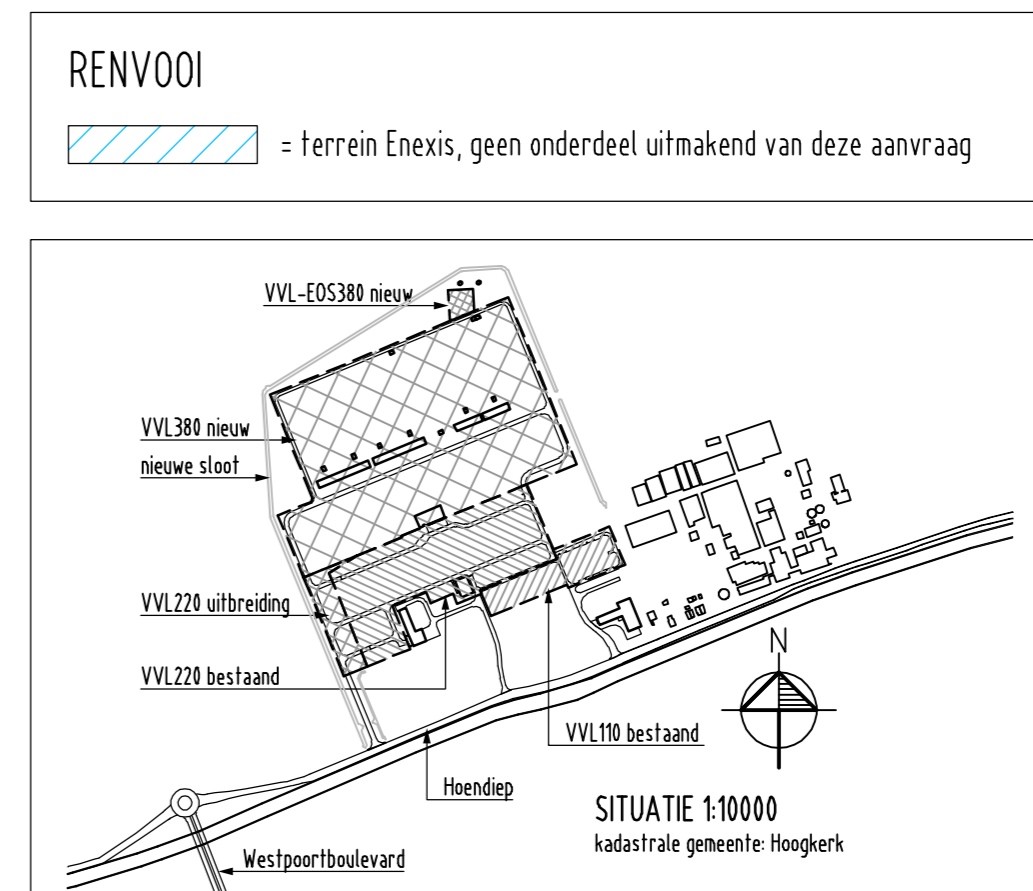 RENVOOI
= terrein Enexis, geen onderdeel uitmakend van deze aanvraag
VVL-EOS380 nieuw
VVL380 nieuw
nieuwe sloot
VVL220 uitbreiding
VVL220 bestaand
N
VVL110 bestaand
Hoendiep
SITUATIE 1:10000
kadastrale gemeente: Hoogkerk
Westpoortboulevard